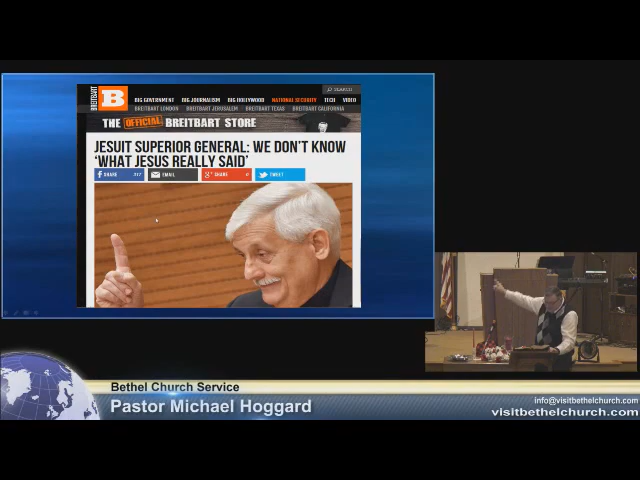 BREITBART
B
SEARCH
BIG GOVERNMENT BIG JOURNALISM BIG HOLLYWOOD NATIONAL SECURITY TECH VIDEO
BREITBART LONDON BREITBART JERUSALEM BREITBART TEXAS BREITBART CALIFORNIA
THE OFFICIAL BREITBART STORE
JESUIT SUPERIOR GENERAL: WE DON'T KNOW
'WHAT JESUS REALLY SAID'
f SHARE EMAIL g+ SHARE 0 TWEET
Bethel Church Service
Pastor Michael Hoggard
info@visitbethelchurch.com
visitbethelchurch.com